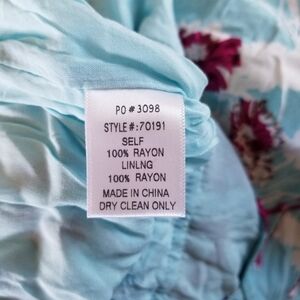 PO # 3098
STYLE#:70191
SELF
100% RAYON
LINLNG
100% RAYON
MADE IN CHINA
DRY CLEAN ONLY